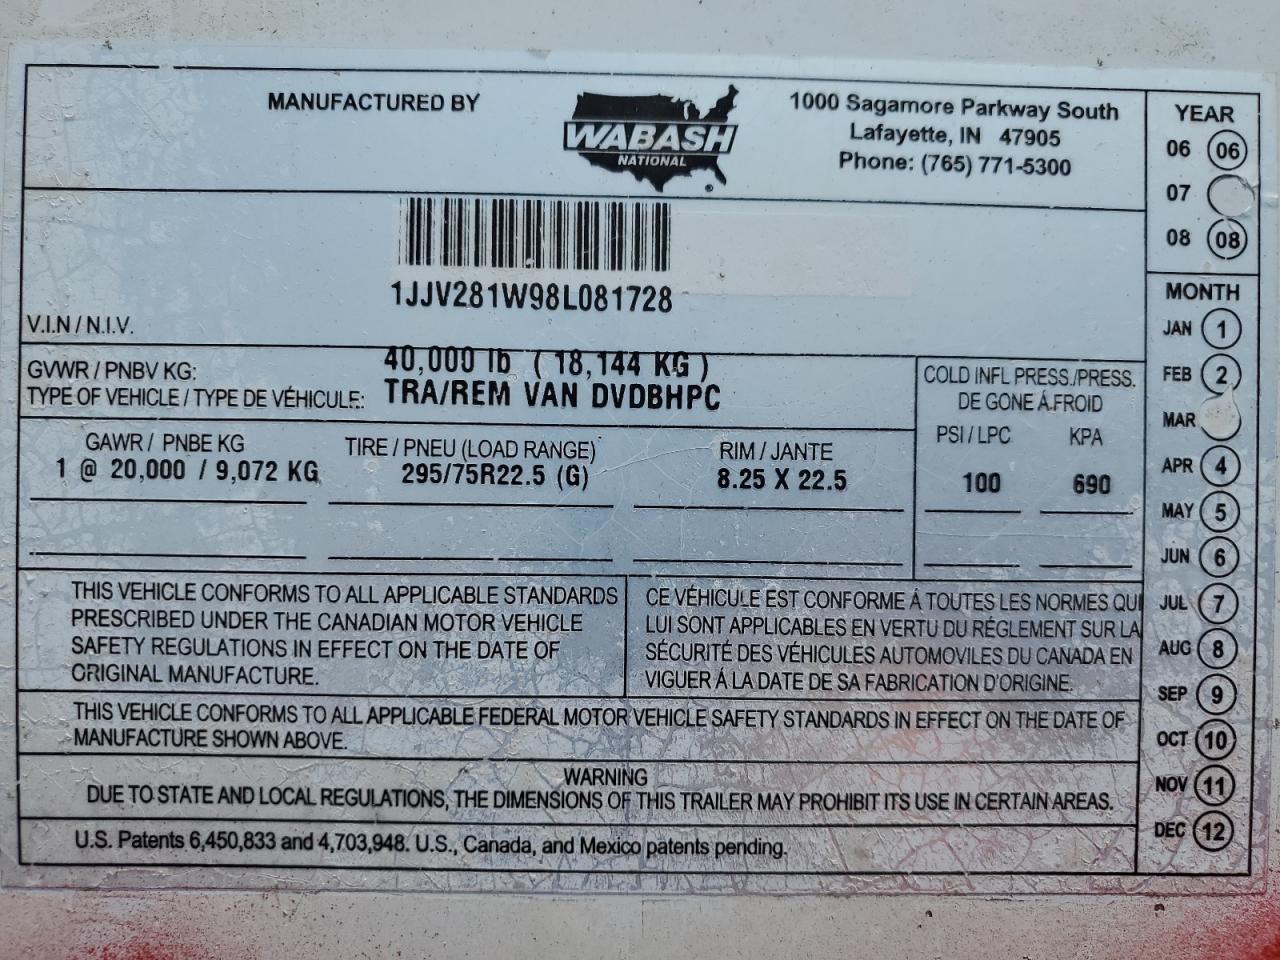 MANUFACTURED BY
WABASH
NATIONAL
®
1000 Sagamore Parkway South
Lafayette, IN 47905
Phone: (765) 771-5300
YEAR
06 06
07
08 08
1JJV281W98L081728
V.I.N / N.I.V.
GVWR / PNBV KG: 40,000 lb ( 18,144 KG )
TYPE OF VEHICLE / TYPE DE VÉHICULE: TRA/REM VAN DVDBHPC
GAWR / PNBE KG
1 @ 20,000 / 9,072 KG
TIRE / PNEU (LOAD RANGE)
295/75R22.5 (G)
RIM / JANTE
8.25 X 22.5
COLD INFL PRESS./PRESS.
DE GONE À FROID
PSI / LPC KPA
100 690
MONTH
JAN 1
FEB 2
MAR
APR 4
MAY 5
JUN 6
JUL 7
AUG 8
SEP 9
OCT 10
NOV 11
DEC 12
THIS VEHICLE CONFORMS TO ALL APPLICABLE STANDARDS
PRESCRIBED UNDER THE CANADIAN MOTOR VEHICLE
SAFETY REGULATIONS IN EFFECT ON THE DATE OF
ORIGINAL MANUFACTURE.
CE VÉHICULE EST CONFORME À TOUTES LES NORMES QUI
LUI SONT APPLICABLES EN VERTU DU RÉGLEMENT SUR LA
SÉCURITÉ DES VÉHICULES AUTOMOVILES DU CANADA EN
VIGUER À LA DATE DE SA FABRICATION D'ORIGINE.
THIS VEHICLE CONFORMS TO ALL APPLICABLE FEDERAL MOTOR VEHICLE SAFETY STANDARDS IN EFFECT ON THE DATE OF
MANUFACTURE SHOWN ABOVE.
WARNING
DUE TO STATE AND LOCAL REGULATIONS, THE DIMENSIONS OF THIS TRAILER MAY PROHIBIT ITS USE IN CERTAIN AREAS.
U.S. Patents 6,450,833 and 4,703,948. U.S., Canada, and Mexico patents pending.